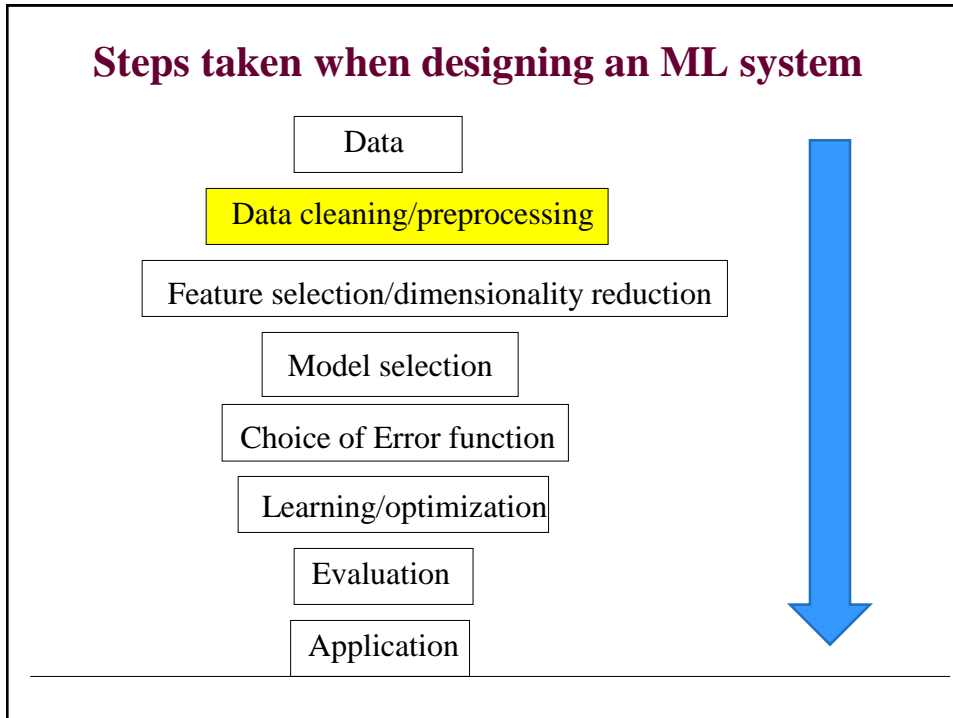 Steps taken when designing an ML system
Data
Data cleaning/preprocessing
Feature selection/dimensionality reduction
Model selection
Choice of Error function
Learning/optimization
Evaluation
Application